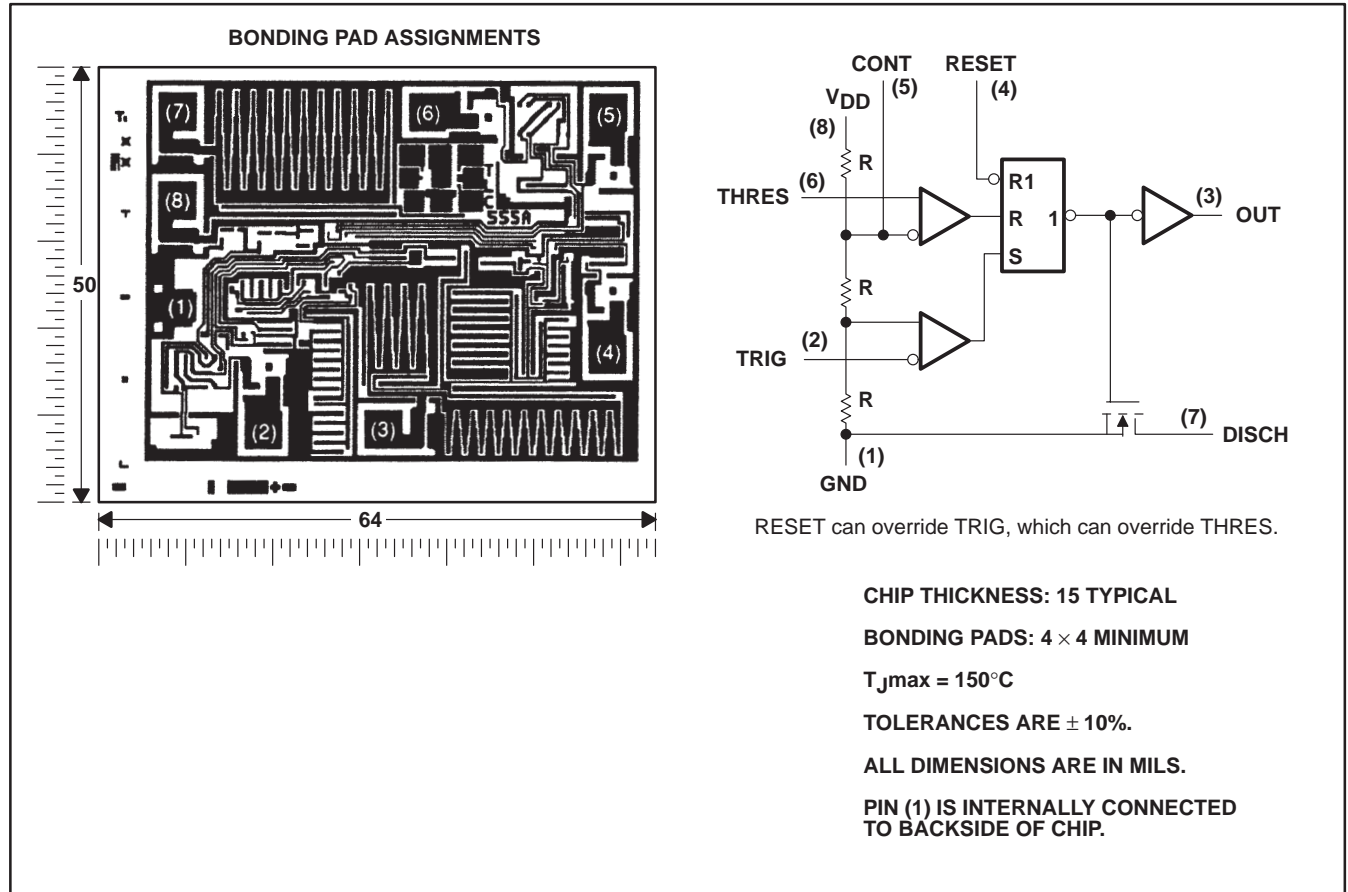 BONDING PAD ASSIGNMENTS
(7)
(6)
(5)
(8)
T
C
555A
(1)
(4)
(2)
(3)
50
64
CONT
(5)
RESET
(4)
VDD
(8)
R
THRES
(6)
R1
R
1
S
(3)
OUT
R
TRIG
(2)
R
(7)
DISCH
(1)
GND
RESET can override TRIG, which can override THRES.
CHIP THICKNESS: 15 TYPICAL
BONDING PADS: 4 × 4 MINIMUM
TJmax = 150°C
TOLERANCES ARE ± 10%.
ALL DIMENSIONS ARE IN MILS.
PIN (1) IS INTERNALLY CONNECTED
TO BACKSIDE OF CHIP.